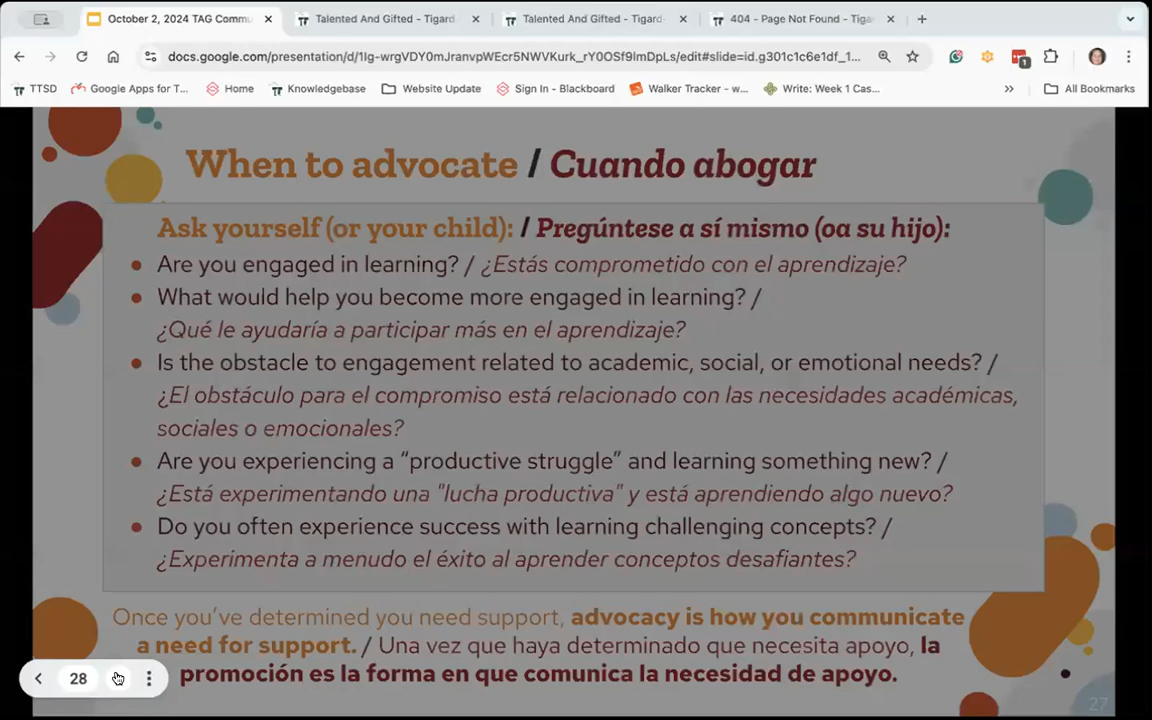 October 2, 2024 TAG Commu
Talented And Gifted - Tigard
Talented And Gifted - Tigard
404 - Page Not Found - Tiga
docs.google.com/presentation/d/1Ig-wrgVDY0mJranvpWEcr5NWVKurk_rY0OSf9ImDpLs/edit#slide=id.g301c1c6e1df_1...
1
TTSD
Google Apps for T...
Home
Knowledgebase
Website Update
Sign In - Blackboard
Walker Tracker - w...
Write: Week 1 Cas...
All Bookmarks
When to advocate / Cuando abogar
Ask yourself (or your child): / Pregúntese a sí mismo (oa su hijo):
Are you engaged in learning? / ¿Estás comprometido con el aprendizaje?
What would help you become more engaged in learning? /
¿Qué le ayudaría a participar más en el aprendizaje?
Is the obstacle to engagement related to academic, social, or emotional needs? /
¿El obstáculo para el compromiso está relacionado con las necesidades académicas,
sociales o emocionales?
Are you experiencing a “productive struggle” and learning something new? /
¿Está experimentando una "lucha productiva" y está aprendiendo algo nuevo?
Do you often experience success with learning challenging concepts? /
¿Experimenta a menudo el éxito al aprender conceptos desafiantes?
Once you’ve determined you need support, advocacy is how you communicate
a need for support. / Una vez que haya determinado que necesita apoyo, la
promoción es la forma en que comunica la necesidad de apoyo.
28
27